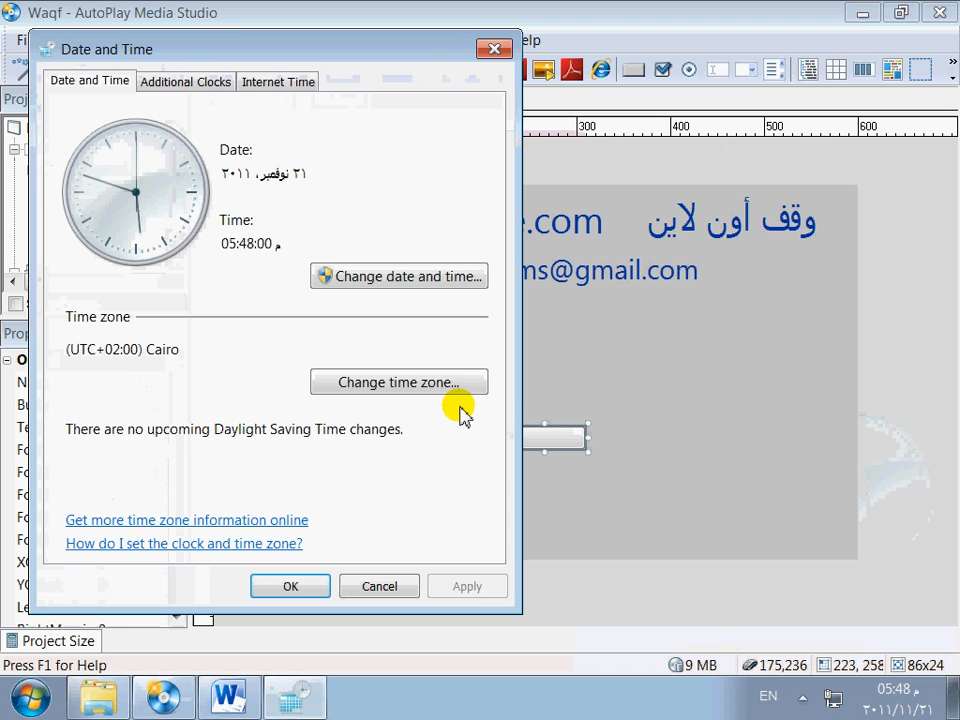 Waqf - AutoPlay Media Studio
Date and Time
Date and Time
Additional Clocks
Internet Time
300
400
500
600
Date:
٢١ نوفمبر، ٢٠١١
Time:
05:48:00 م
Change date and time...
Time zone
(UTC+02:00) Cairo
Change time zone...
There are no upcoming Daylight Saving Time changes.
Get more time zone information online
How do I set the clock and time zone?
OK
Cancel
Apply
e.com
وقف أون لاين
ms@gmail.com
Project Size
Press F1 for Help
9 MB
175,236
223, 258
86x24
EN
05:48 م
٢٠١١/١١/٢١